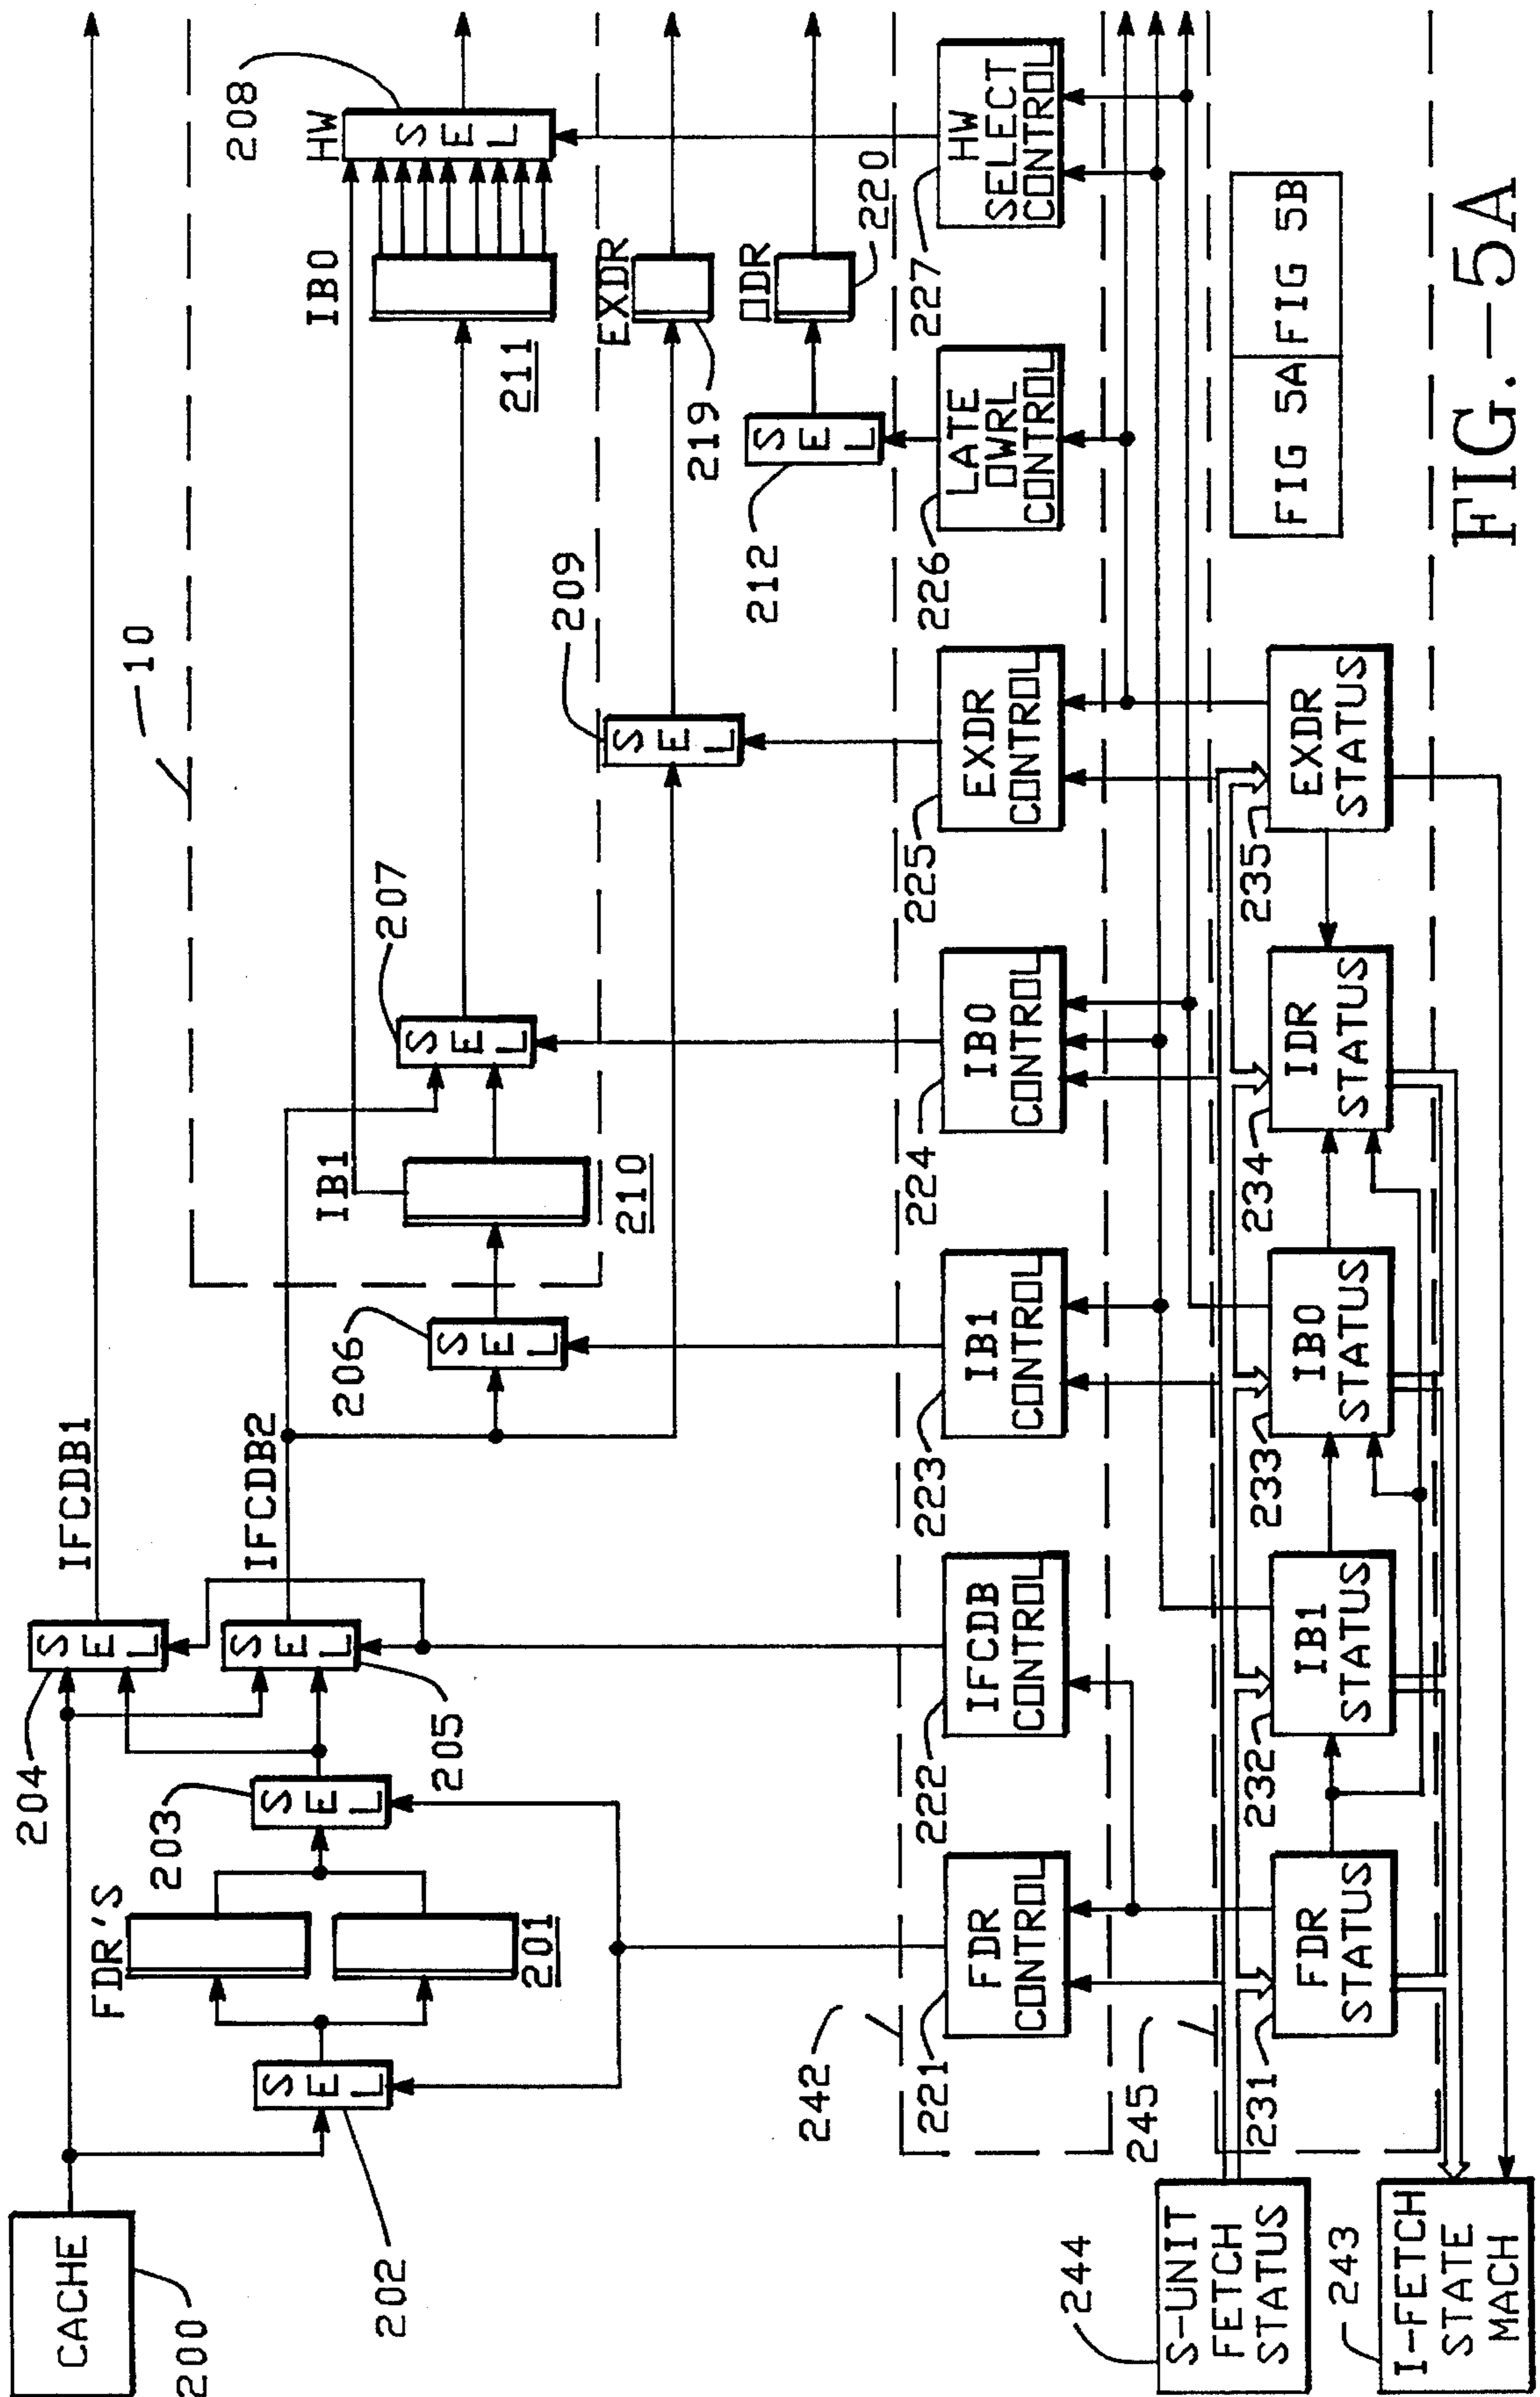 CACHE
200
202
FDR'S
201
203
204
205
IFCDB1
IFCDB2
206
IB1
210
207
10
209
IB0
211
HW
208
SEL
SEL
SEL
SEL
SEL
SEL
SEL
SEL
SEL
EXDR
219
ODR
220
212
242
221
FDR
CONTROL
222
IFCDB
CONTROL
223
IB1
CONTROL
224
IB0
CONTROL
225
EXDR
CONTROL
226
LATE
OWRL
CONTROL
227
HW
SELECT
CONTROL
244
S-UNIT
FETCH
STATUS
245
231
FDR
STATUS
232
IB1
STATUS
233
IB0
STATUS
234
IDR
STATUS
235
EXDR
STATUS
243
I-FETCH
STATE
MACH
FIG 5A
FIG 5B
FIG.-5A